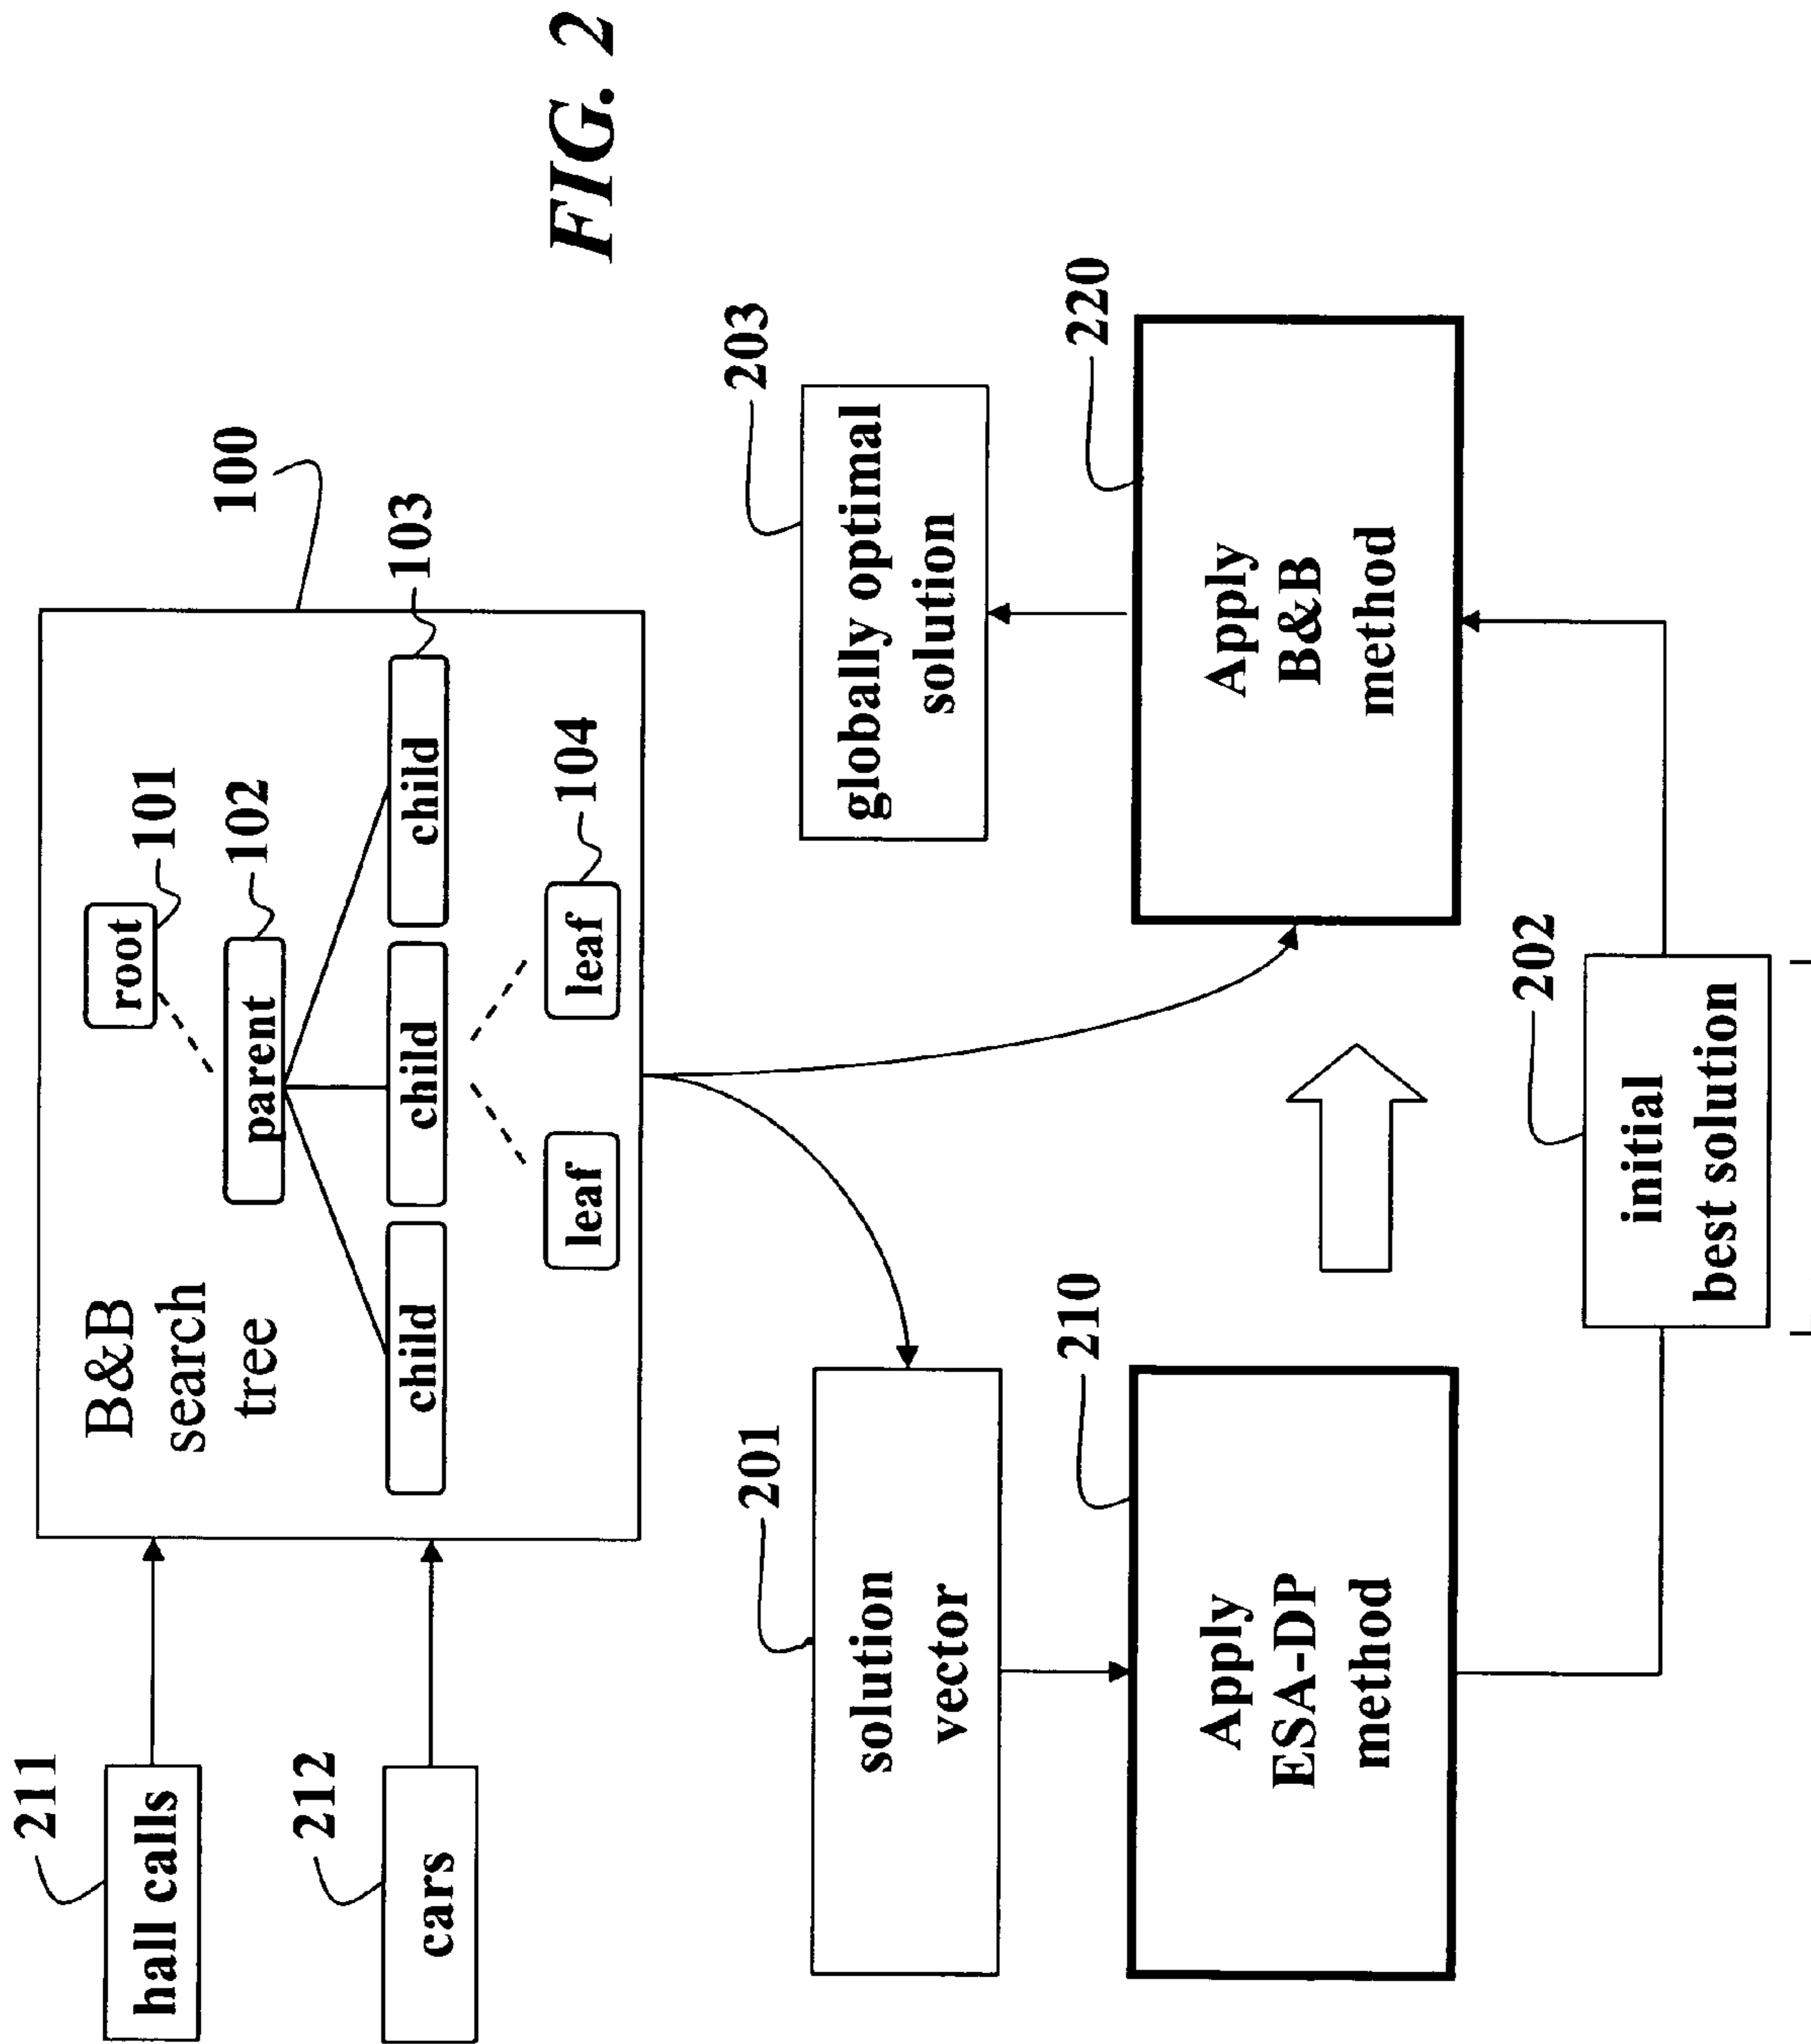 211
hall calls
212
cars
B&B
search
tree
100
root
101
parent
102
child
child
child
103
leaf
leaf
104
FIG. 2
201
solution
vector
203
globally optimal
solution
210
Apply
ESA-DP
method
220
Apply
B&B
method
202
initial
best solution